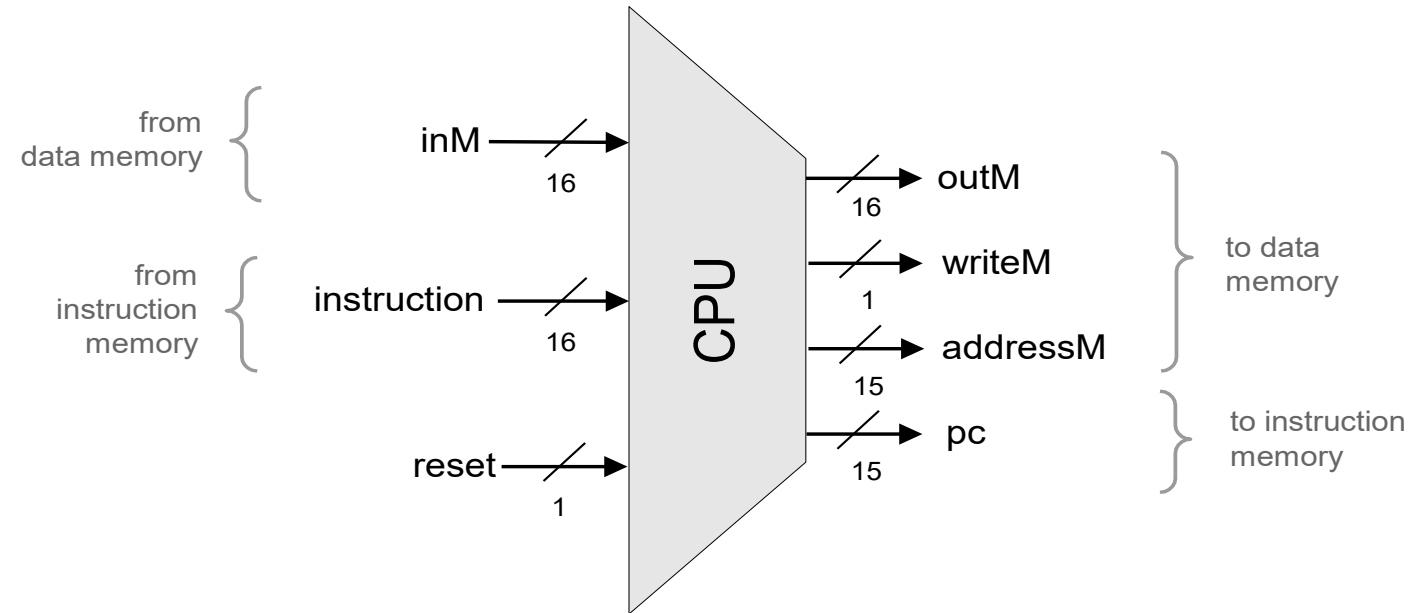 from
data memory
inM
16
from
instruction
memory
instruction
16
reset
1
CPU
outM
16
writeM
1
addressM
15
pc
15
to data
memory
to instruction
memory